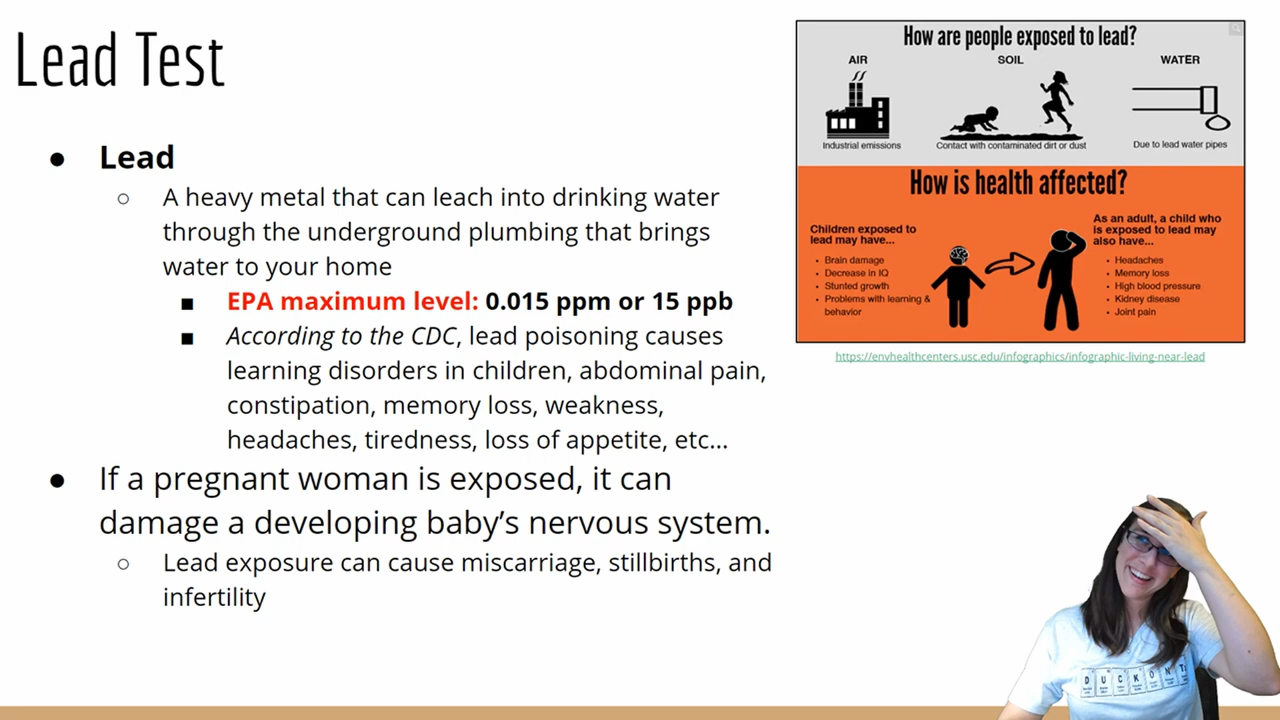 Lead Test
● Lead
○ A heavy metal that can leach into drinking water
through the underground plumbing that brings
water to your home
■ EPA maximum level: 0.015 ppm or 15 ppb
■ According to the CDC, lead poisoning causes
learning disorders in children, abdominal pain,
constipation, memory loss, weakness,
headaches, tiredness, loss of appetite, etc...
● If a pregnant woman is exposed, it can
damage a developing baby's nervous system.
○ Lead exposure can cause miscarriage, stillbirths, and
infertility
How are people exposed to lead?
AIR
SOIL
WATER
Industrial emissions
Contact with contaminated dirt or dust
Due to lead water pipes
How is health affected?
Children exposed to
lead may have...
• Brain damage
• Decrease in IQ
• Stunted growth
• Problems with learning &
behavior
As an adult, a child who
is exposed to lead may
also have...
• Headaches
• Memory loss
• High blood pressure
• Kidney disease
• Joint pain
https://envhealthcenters.usc.edu/infographics/infographic-living-near-lead
D U C K O N T